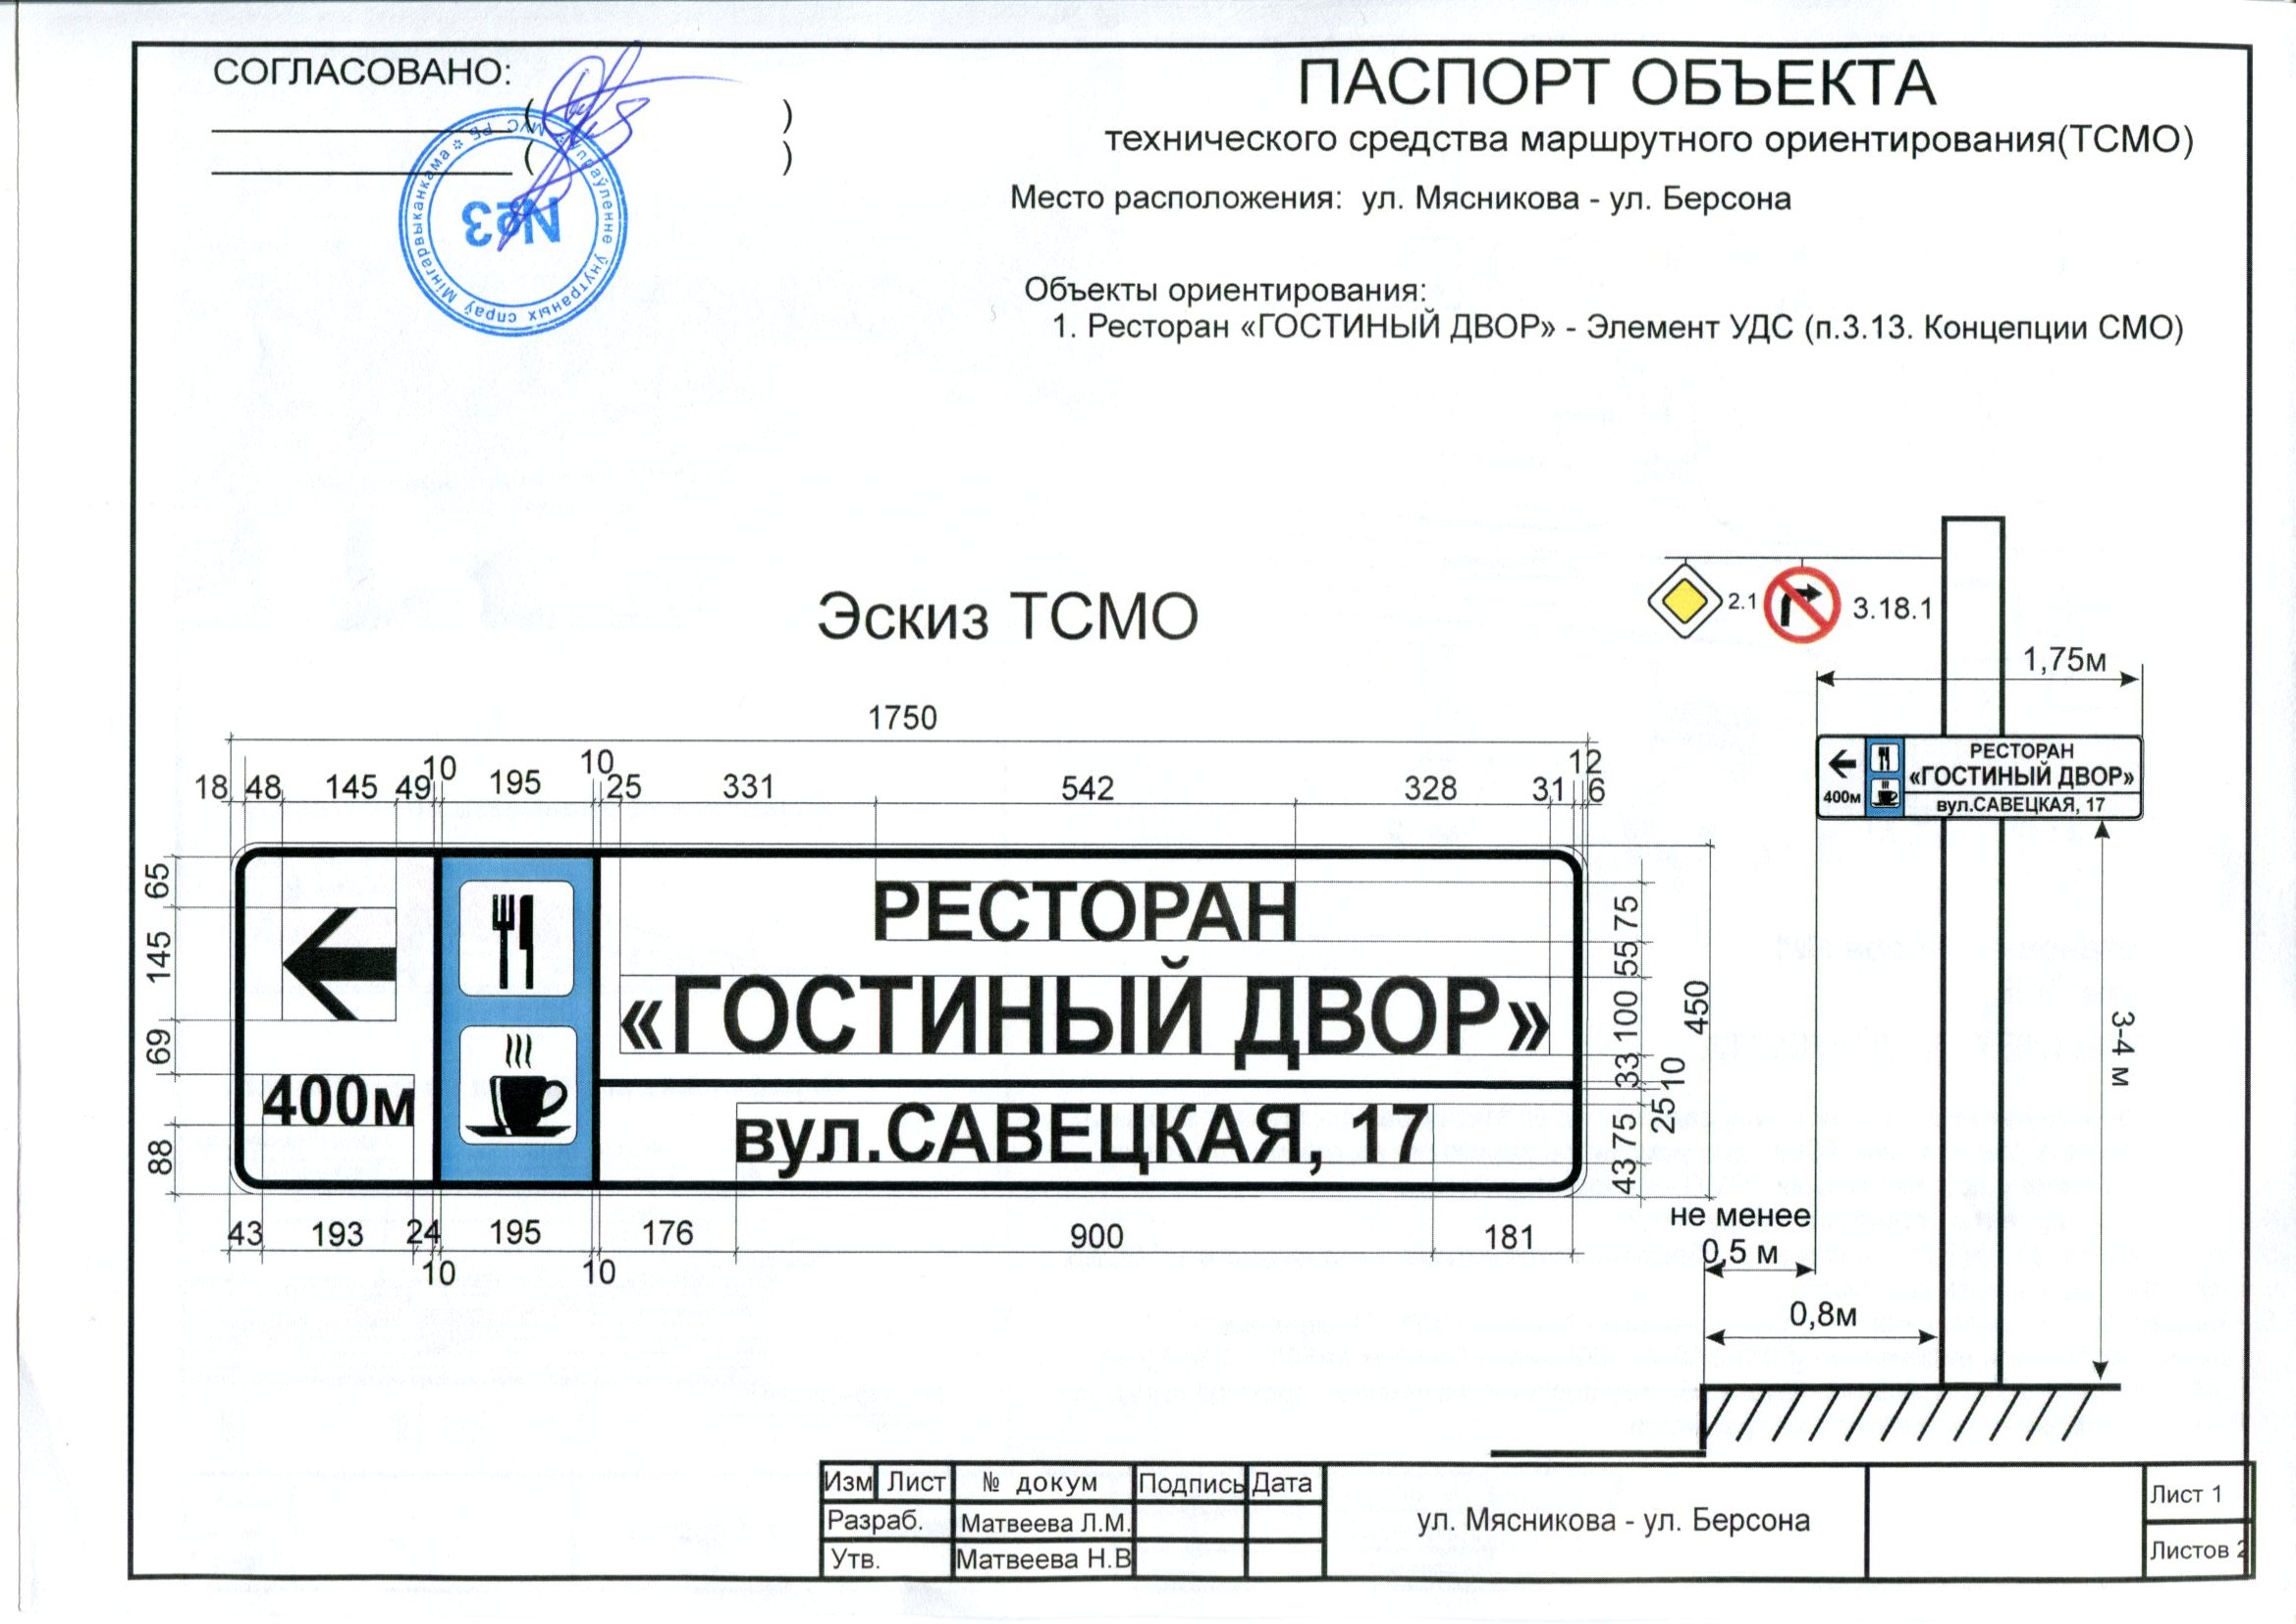 СОГЛАСОВАНО:
( )
( )
Упраўленне ўнутраных спраў Мінгарвыканкама * МУС РБ *
№3
ПАСПОРТ ОБЪЕКТА
технического средства маршрутного ориентирования(ТСМО)
Место расположения: ул. Мясникова - ул. Берсона
Объекты ориентирования:
1. Ресторан «ГОСТИНЫЙ ДВОР» - Элемент УДС (п.3.13. Концепции СМО)
Эскиз ТСМО
1750
10 10 12
18 48 145 49 195 25 331 542 328 31 6
65
145
69
88
400м
РЕСТОРАН
«ГОСТИНЫЙ ДВОР»
вул.САВЕЦКАЯ, 17
75
55
100
33
10
25
75
43
450
43 193 24 195 176 900 181
10 10
2.1 3.18.1
1,75м
400м
РЕСТОРАН
«ГОСТИНЫЙ ДВОР»
вул.САВЕЦКАЯ, 17
3-4 м
не менее
0,5 м
0,8м
Изм Лист № докум Подпись Дата
Разраб. Матвеева Л.М.
Утв. Матвеева Н.В
ул. Мясникова - ул. Берсона
Лист 1
Листов 2